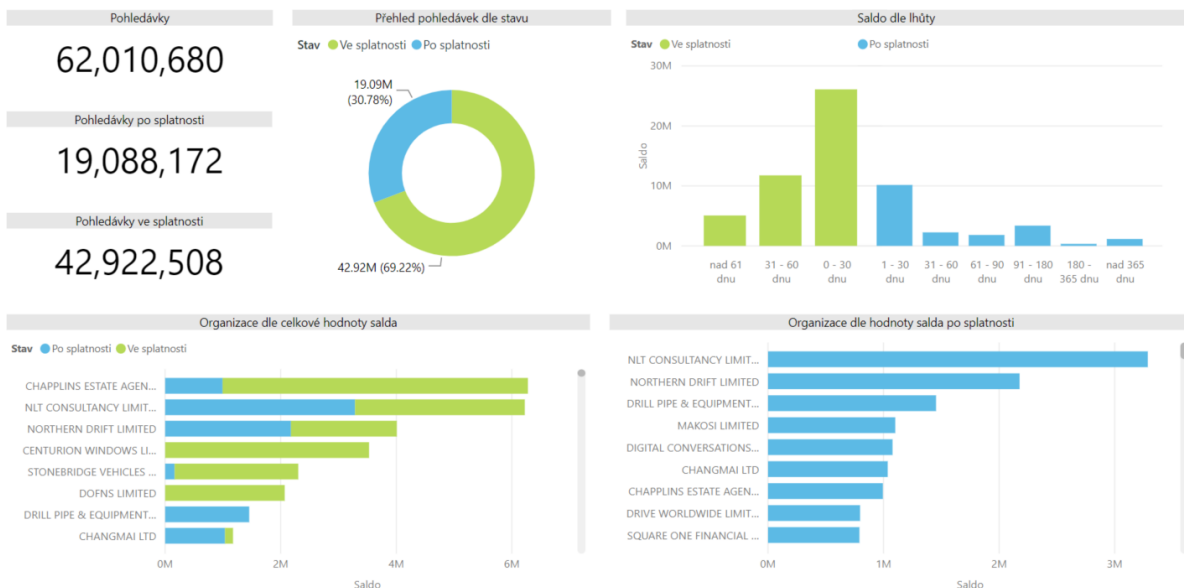 Pohledávky
62,010,680
Pohledávky po splatnosti
19,088,172
Pohledávky ve splatnosti
42,922,508
Přehled pohledávek dle stavu
Stav Ve splatnosti Po splatnosti
19.09M
(30.78%)
42.92M (69.22%)
Saldo dle lhůty
Stav Ve splatnosti Po splatnosti
30M
20M
10M
0M
Saldo
nad 61
dnu
31 - 60
dnu
0 - 30
dnu
1 - 30
dnu
31 - 60
dnu
61 - 90
dnu
91 - 180
dnu
180 -
365 dnu
nad 365
dnu
Organizace dle celkové hodnoty salda
Stav Po splatnosti Ve splatnosti
CHAPPLINS ESTATE AGEN...
NLT CONSULTANCY LIMIT...
NORTHERN DRIFT LIMITED
CENTURION WINDOWS LI...
STONEBRIDGE VEHICLES ...
DOFNS LIMITED
DRILL PIPE & EQUIPMENT...
CHANGMAI LTD
0M 2M 4M 6M
Saldo
Organizace dle hodnoty salda po splatnosti
NLT CONSULTANCY LIMIT...
NORTHERN DRIFT LIMITED
DRILL PIPE & EQUIPMENT...
MAKOSI LIMITED
DIGITAL CONVERSATIONS...
CHANGMAI LTD
CHAPPLINS ESTATE AGEN...
DRIVE WORLDWIDE LIMIT...
SQUARE ONE FINANCIAL ...
0M 1M 2M 3M
Saldo